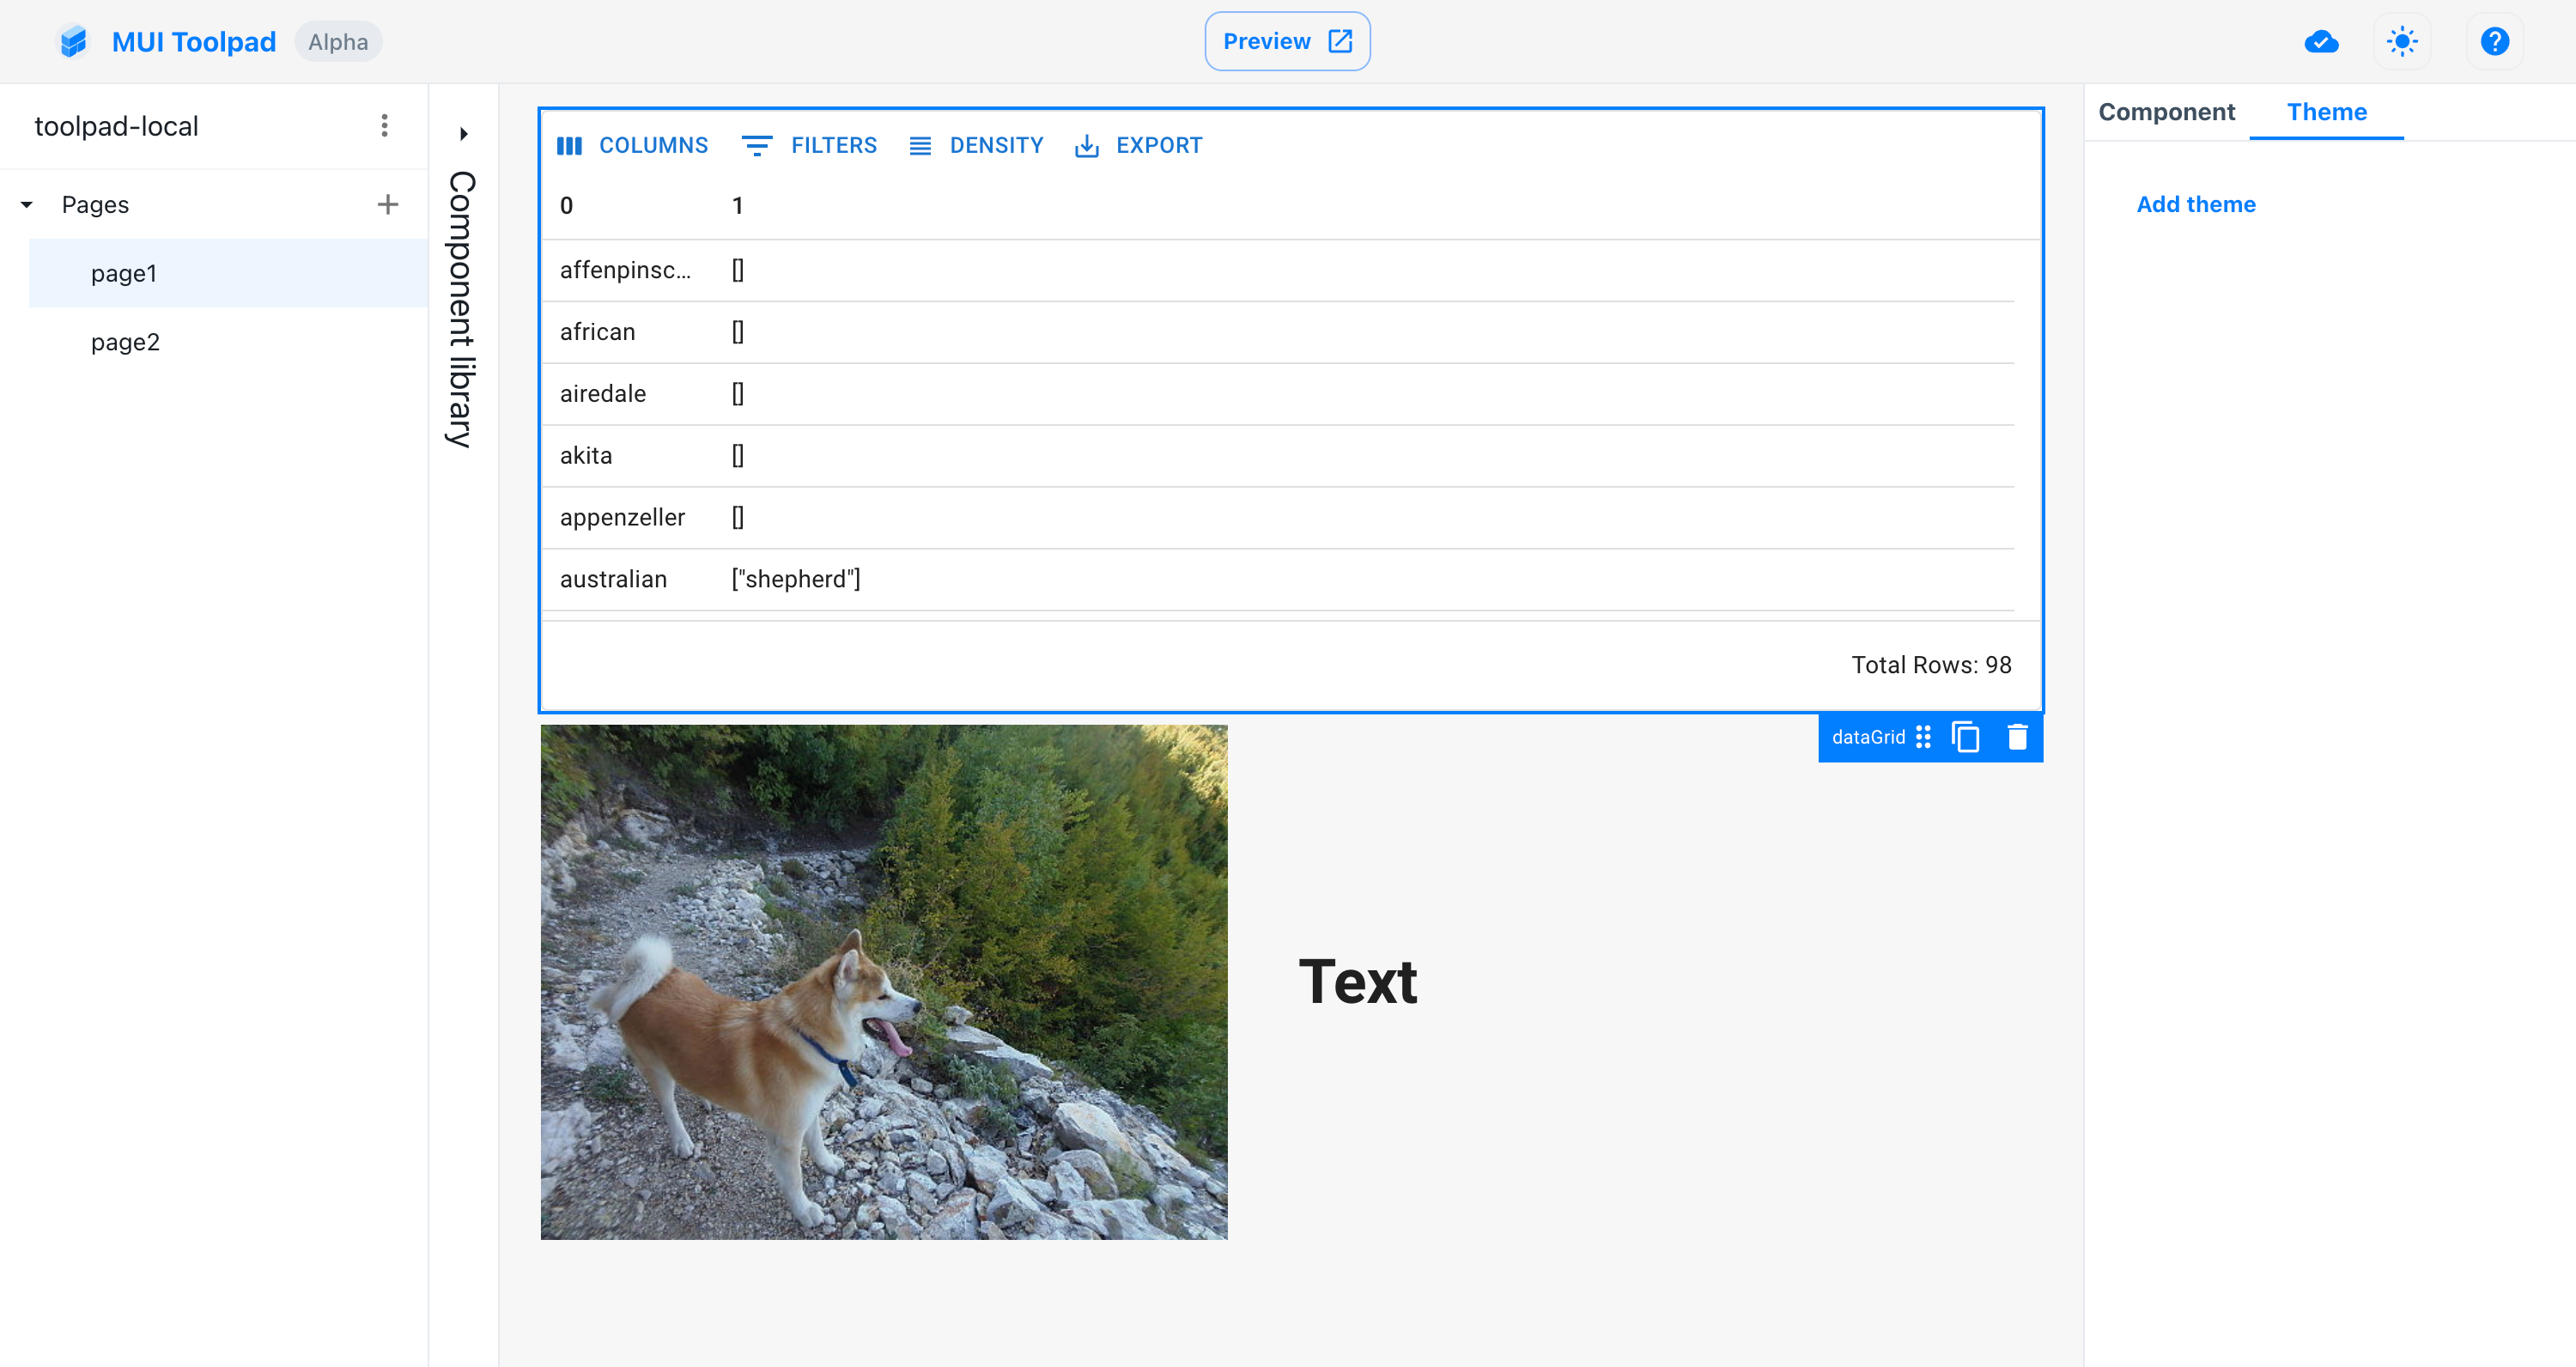 MUI Toolpad Alpha
Preview
toolpad-local
Pages
page1
page2
Component library
COLUMNS FILTERS DENSITY EXPORT
0 1
affenpinsc... []
african []
airedale []
akita []
appenzeller []
australian ["shepherd"]
Total Rows: 98
dataGrid
Text
Component Theme
Add theme